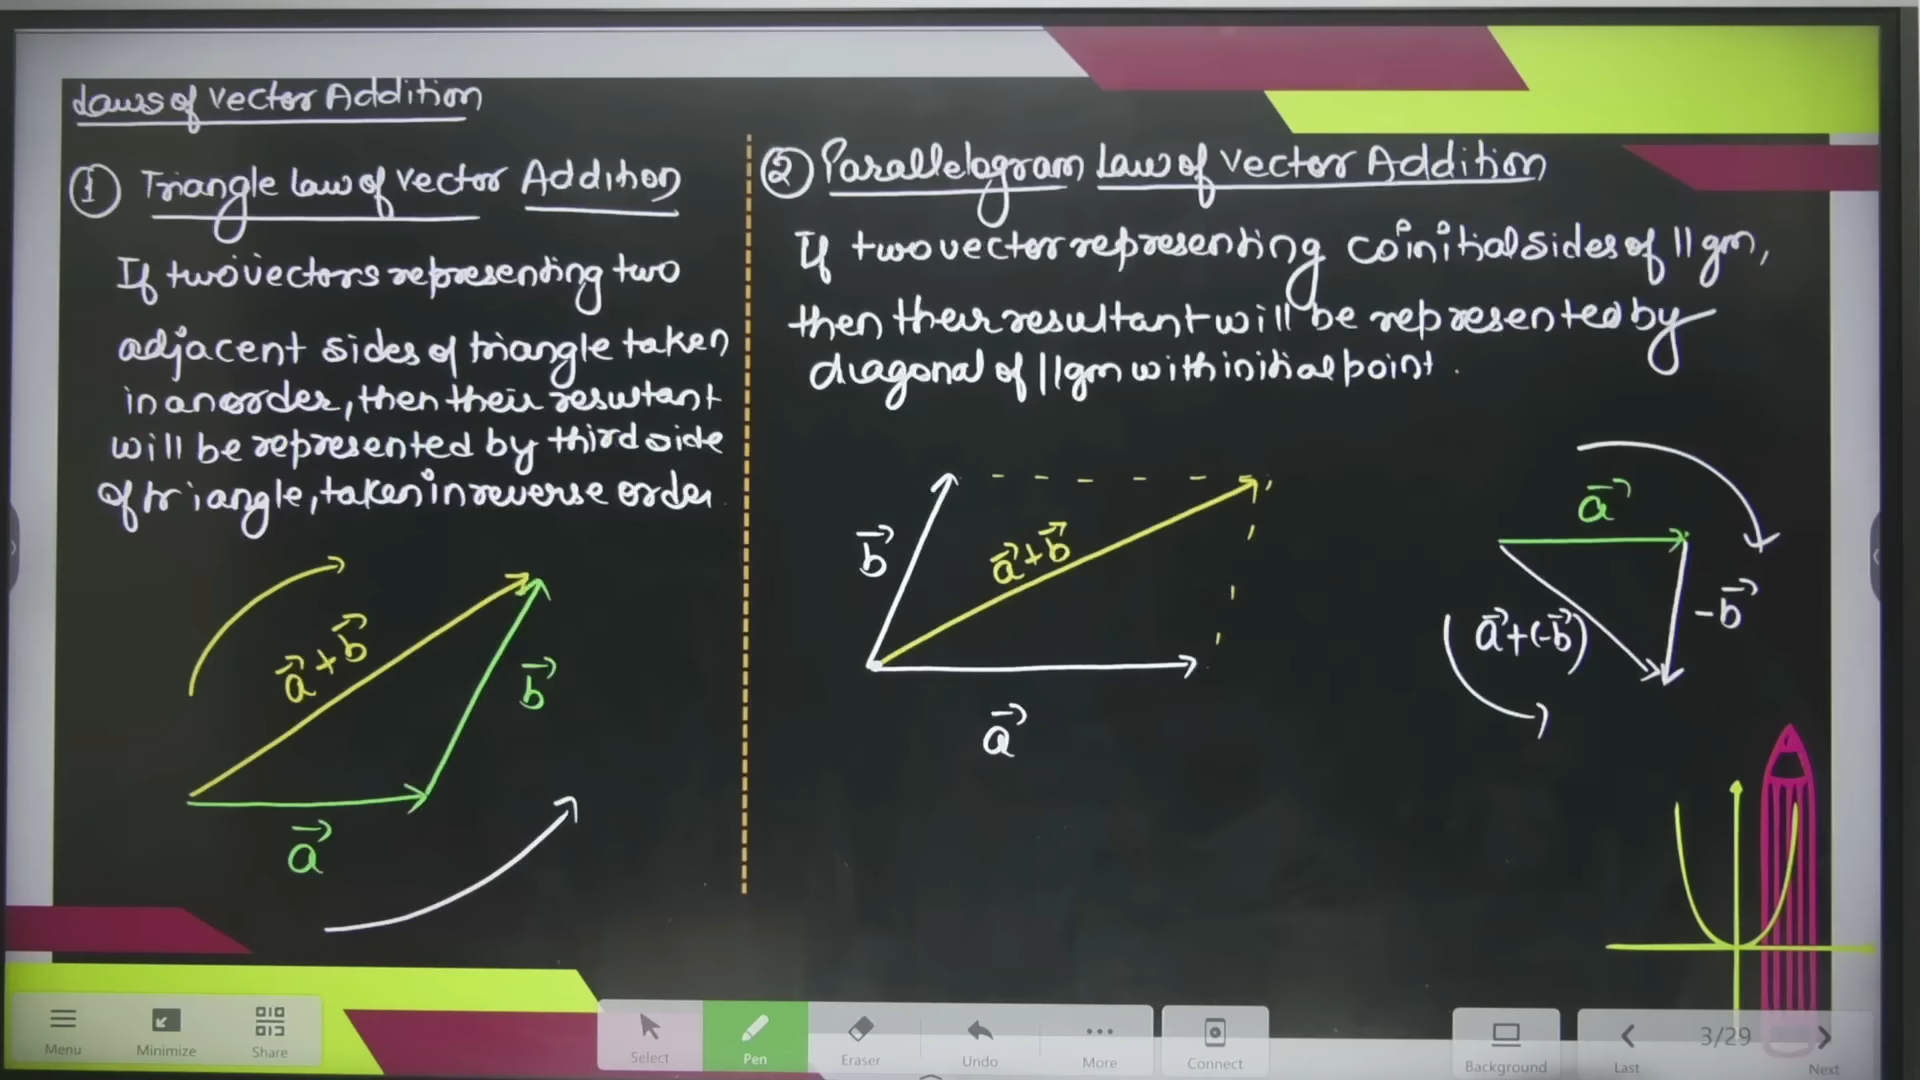 Laws of Vector Addition
① Triangle Law of Vector Addition
If two vectors representing two
adjacent sides of triangle taken
in an order, then their resultant
will be represented by third side
of triangle, taken in reverse order
a⃗+b⃗
b⃗
a⃗
② Parallelogram Law of Vector Addition
If two vector representing coinitial sides of ||gm,
then their resultant will be represented by
diagonal of ||gm with initial point.
b⃗
a⃗+b⃗
a⃗
a⃗
-b⃗
a⃗+(-b⃗)
Menu
Minimize
Share
Select
Pen
Eraser
Undo
More
Connect
Background
Last
3/29
Next